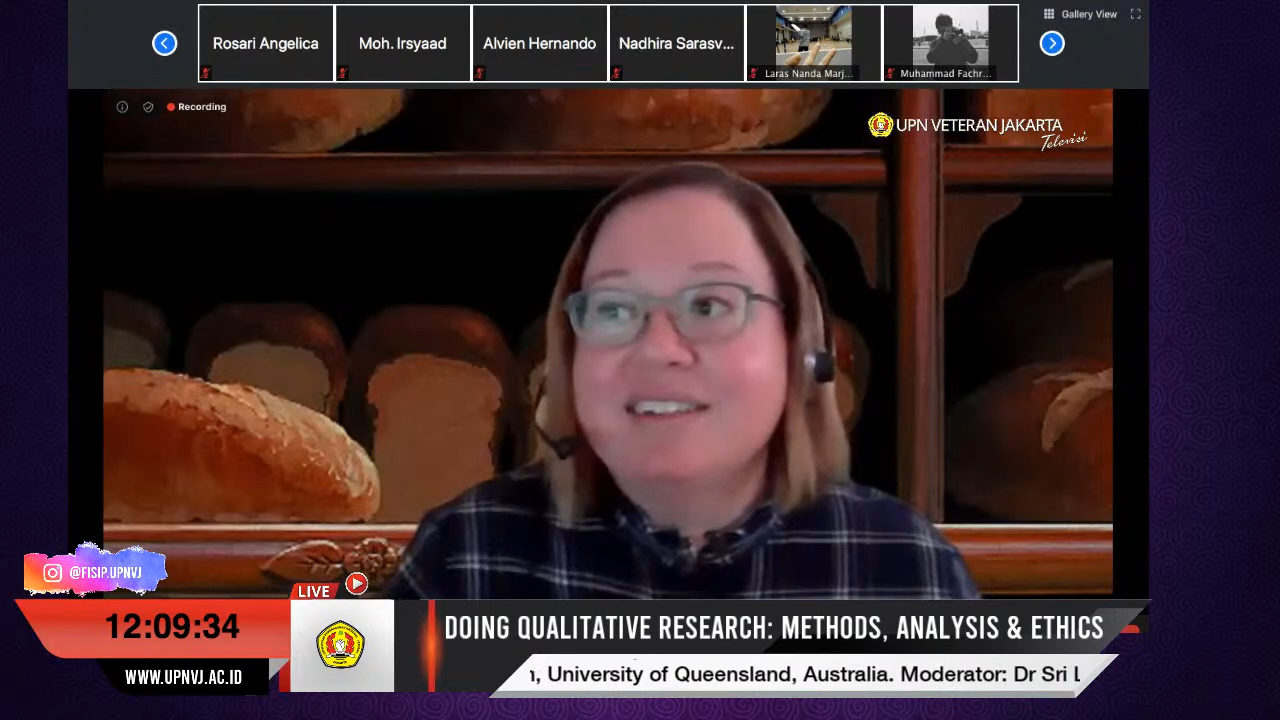 Rosari Angelica
Moh. Irsyaad
Alvien Hernando
Nadhira Sarasv...
Laras Nanda Marj...
Muhammad Fachr...
Gallery View
Recording
UPN VETERAN JAKARTA
Televisi
@FISIP.UPNVJ
LIVE
12:09:34
DOING QUALITATIVE RESEARCH: METHODS, ANALYSIS & ETHICS
WWW.UPNVJ.AC.ID
, University of Queensland, Australia. Moderator: Dr Sri